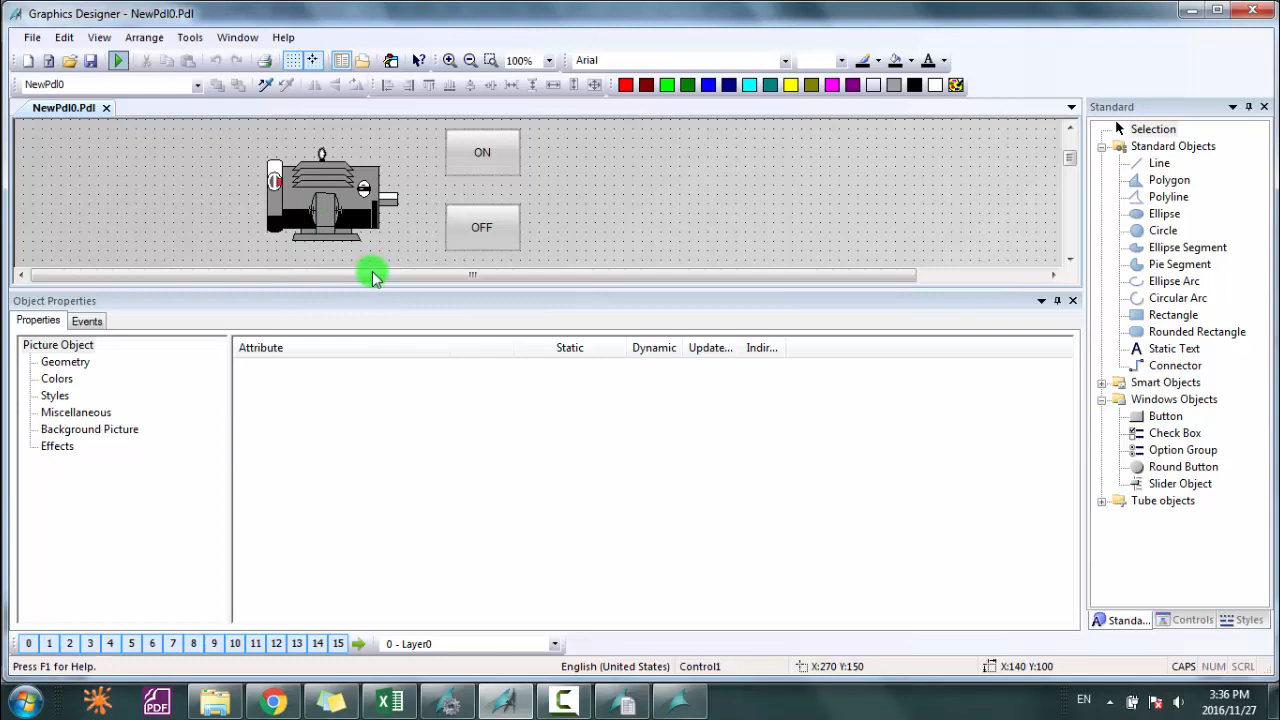 Graphics Designer - NewPdl0.Pdl
File Edit View Arrange Tools Window Help
100% Arial
NewPdl0
NewPdl0.Pdl
Standard
ON
OFF
Selection
Standard Objects
Line
Polygon
Polyline
Ellipse
Circle
Ellipse Segment
Pie Segment
Ellipse Arc
Circular Arc
Rectangle
Rounded Rectangle
A Static Text
Connector
Smart Objects
Windows Objects
Button
Check Box
Option Group
Round Button
Slider Object
Tube objects
Standa... Controls Styles
Object Properties
Properties Events
Picture Object
Geometry
Colors
Styles
Miscellaneous
Background Picture
Effects
Attribute Static Dynamic Update... Indir...
0 1 2 3 4 5 6 7 8 9 10 11 12 13 14 15 0 - Layer0
Press F1 for Help. English (United States) Control1 X:270 Y:150 X:140 Y:100 CAPS NUM SCRL
PDF EN 3:36 PM
2016/11/27